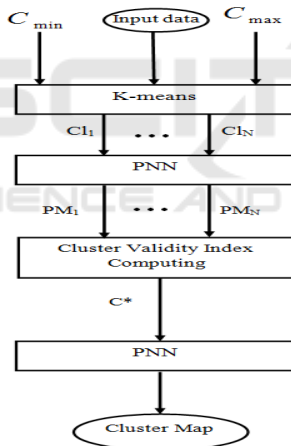 C min
Input data
C max
K-means
Cl1 ... ClN
PNN
PM1 ... PMN
Cluster Validity Index
Computing
C*
PNN
Cluster Map